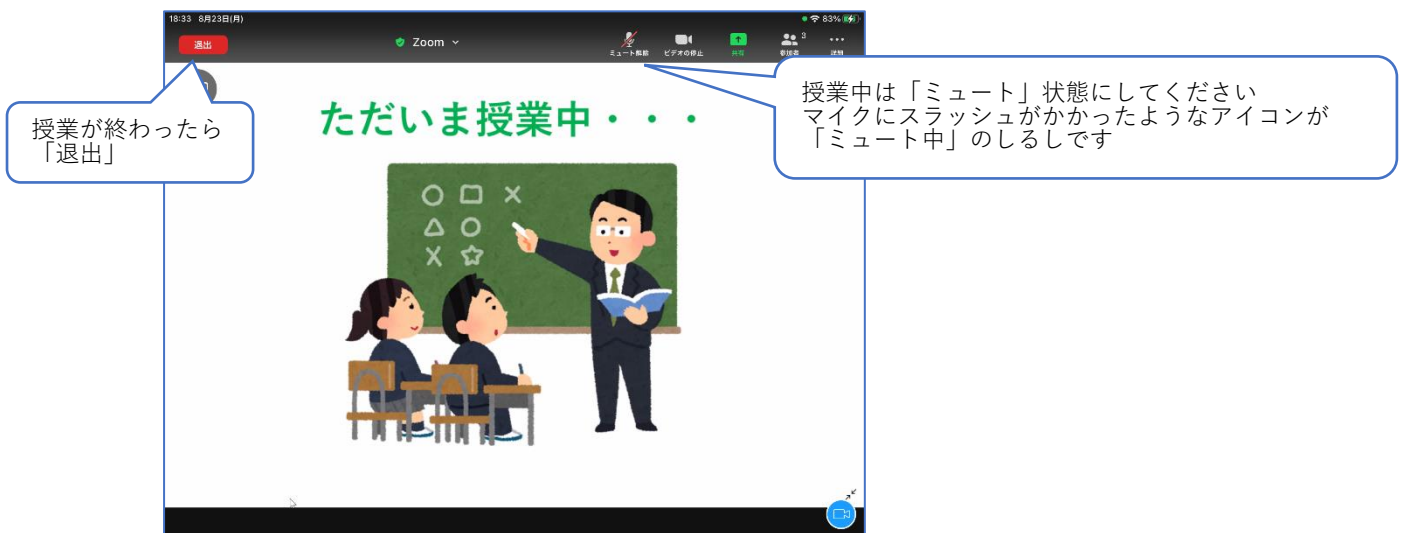 18:33 8月23日(月)
83%
退出
Zoom
ミュート解除
ビデオの停止
共有
参加者
3
詳細
授業中は「ミュート」状態にしてください
マイクにスラッシュがかかったようなアイコンが
「ミュート中」のしるしです
授業が終わったら
「退出」
ただいま授業中・・・